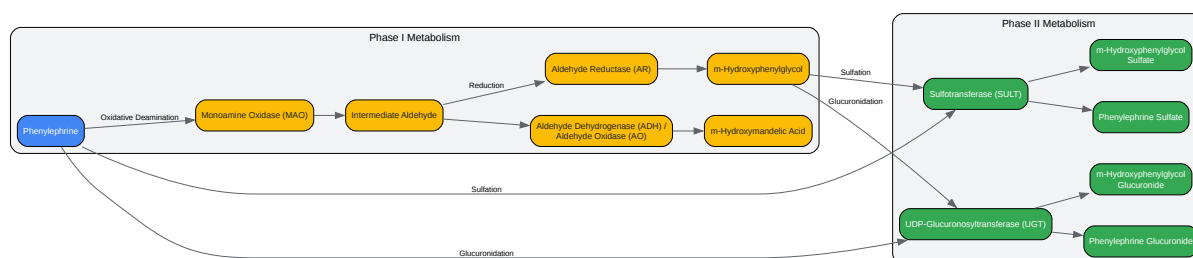 Phase I Metabolism
Phase II Metabolism
Phenylephrine
Oxidative Deamination
Monoamine Oxidase (MAO)
Intermediate Aldehyde
Reduction
Aldehyde Reductase (AR)
Aldehyde Dehydrogenase (ADH) /
Aldehyde Oxidase (AO)
m-Hydroxyphenylglycol
m-Hydroxymandelic Acid
Sulfation
Glucuronidation
Sulfation
Glucuronidation
Sulfotransferase (SULT)
m-Hydroxyphenylglycol
Sulfate
Phenylephrine Sulfate
UDP-Glucuronosyltransferase (UGT)
m-Hydroxyphenylglycol
Glucuronide
Phenylephrine Glucuronide